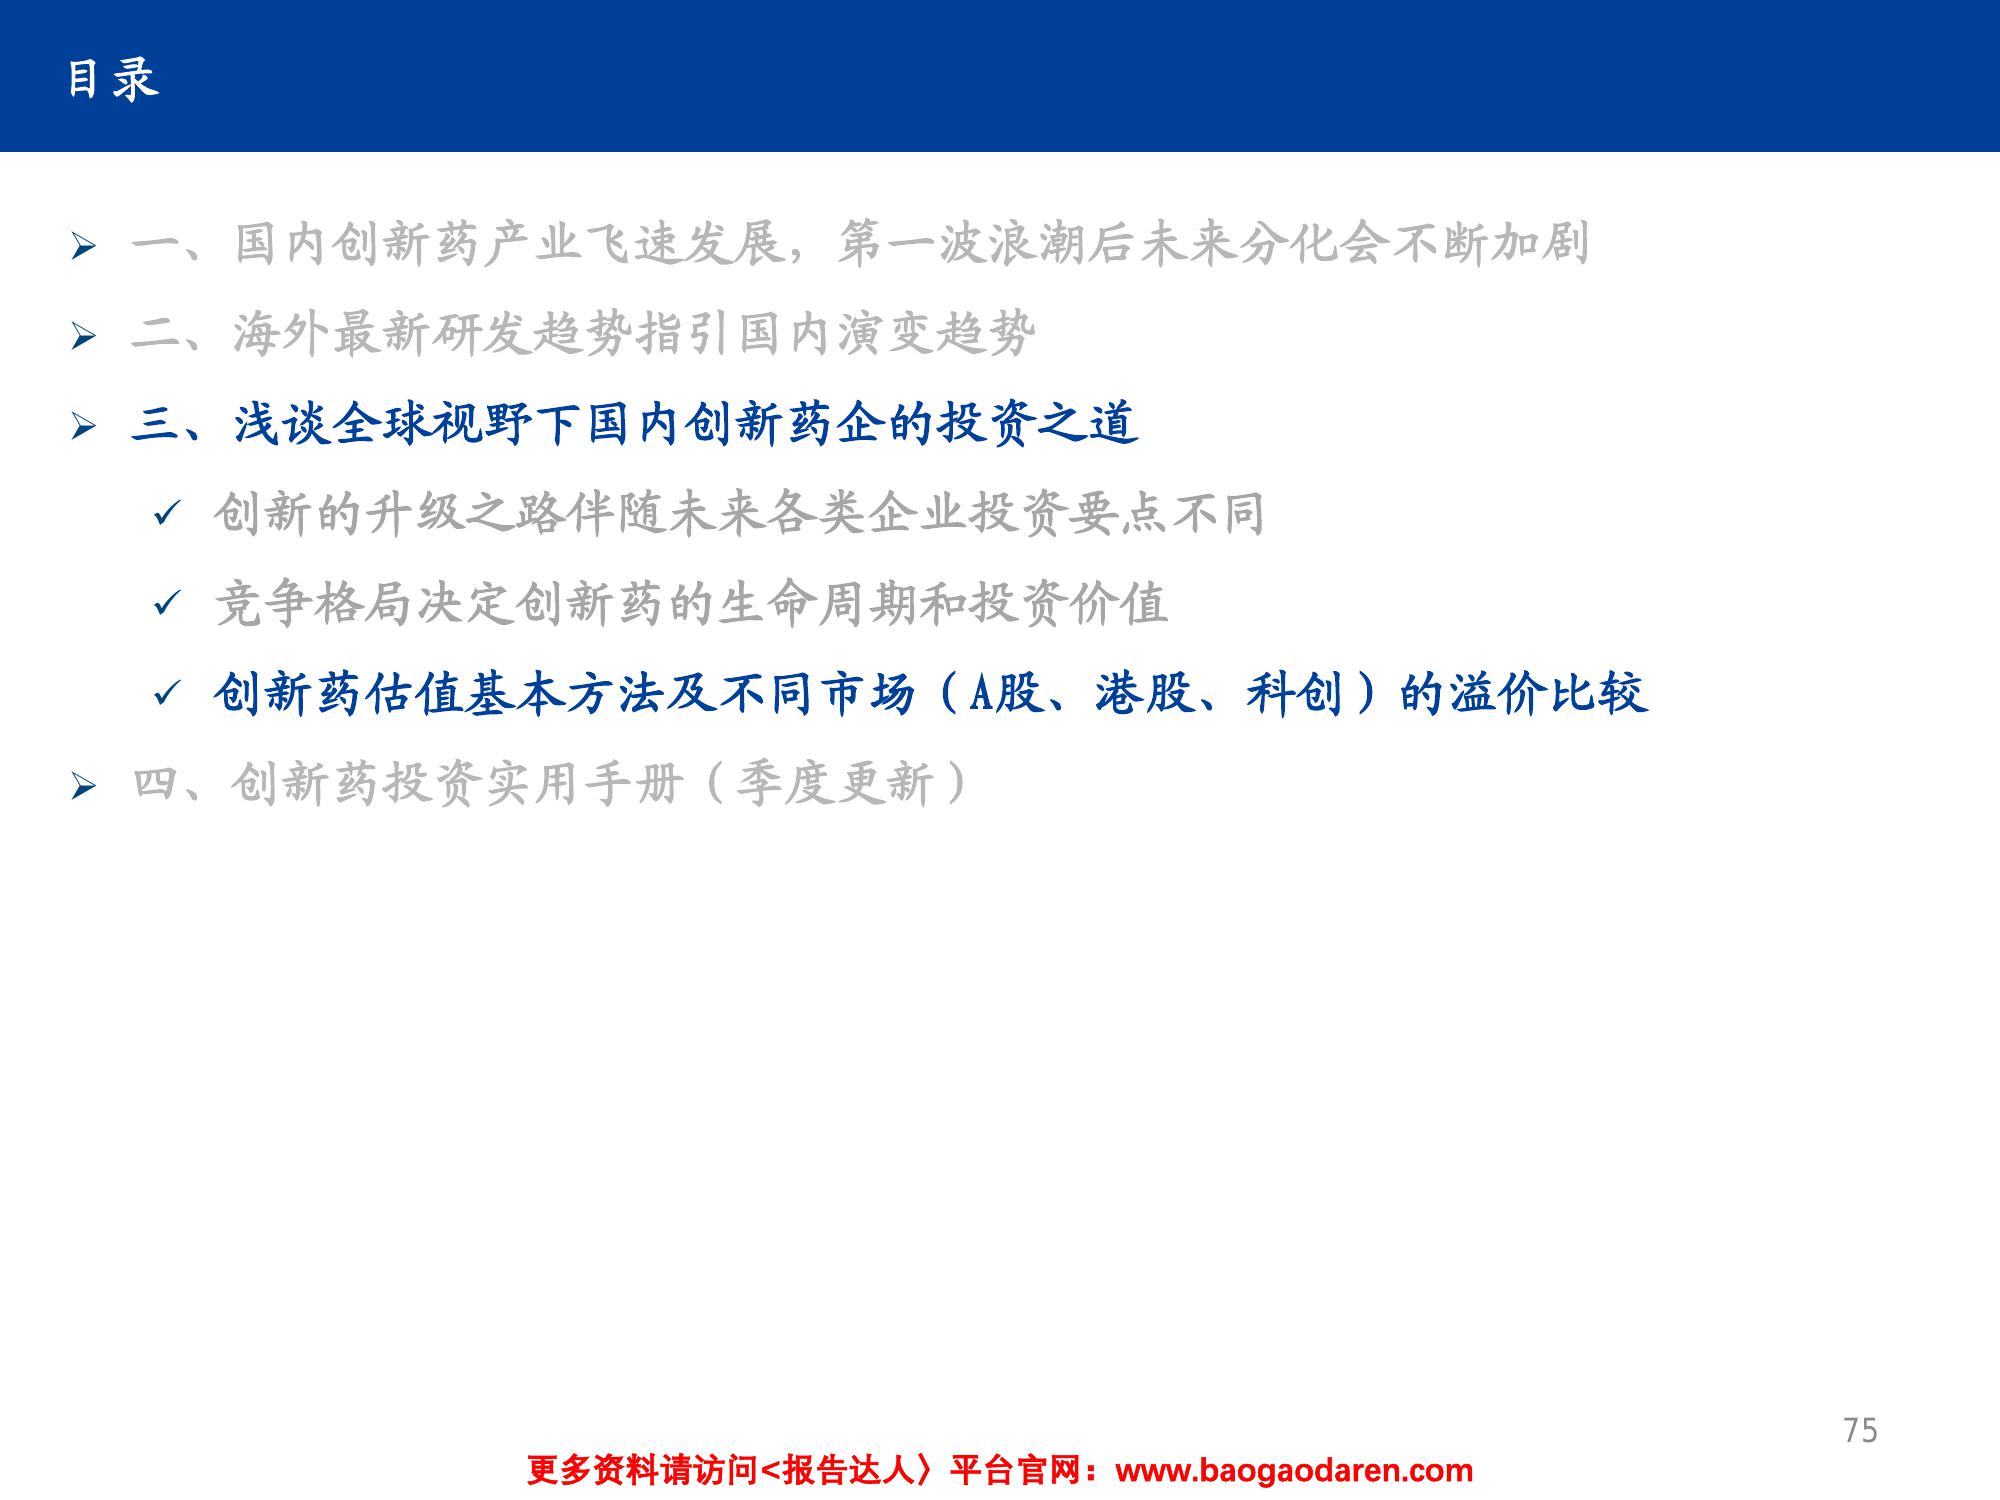 目录
一、国内创新药产业飞速发展，第一波浪潮后未来分化会不断加剧
二、海外最新研发趋势指引国内演变趋势
三、浅谈全球视野下国内创新药企的投资之道
创新的升级之路伴随未来各类企业投资要点不同
竞争格局决定创新药的生命周期和投资价值
创新药估值基本方法及不同市场（A股、港股、科创）的溢价比较
四、创新药投资实用手册（季度更新）
75
更多资料请访问<报告达人〉平台官网：www.baogaodaren.com